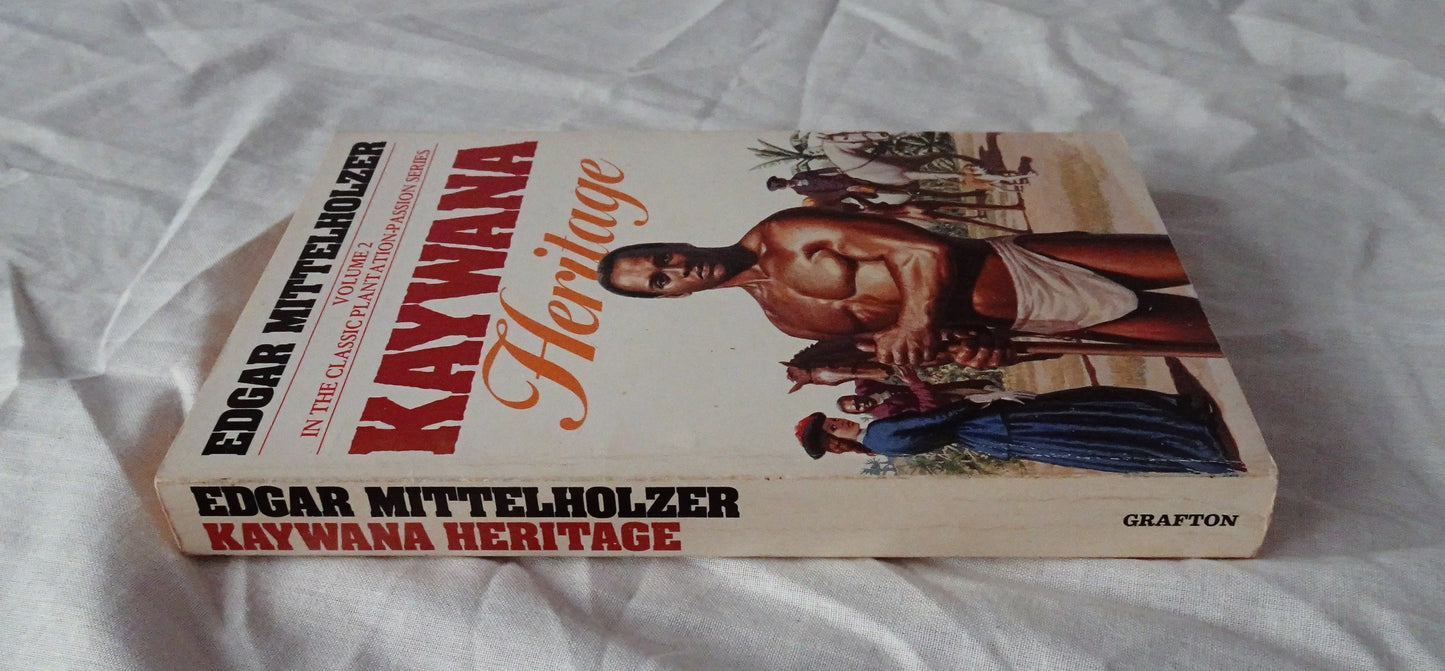 EDGAR MITTELHOLZER
VOLUME 2
IN THE CLASSIC PLANTATION-PASSION SERIES
KAYWANA
Heritage
EDGAR MITTELHOLZER
KAYWANA HERITAGE
GRAFTON